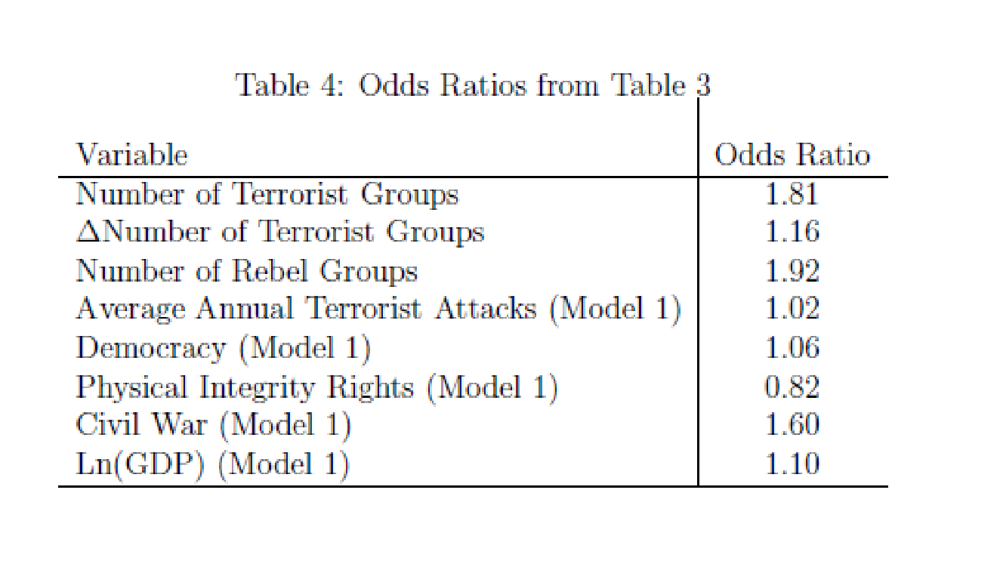 Table 4: Odds Ratios from Table 3
Variable Odds Ratio
Number of Terrorist Groups 1.81
ΔNumber of Terrorist Groups 1.16
Number of Rebel Groups 1.92
Average Annual Terrorist Attacks (Model 1) 1.02
Democracy (Model 1) 1.06
Physical Integrity Rights (Model 1) 0.82
Civil War (Model 1) 1.60
Ln(GDP) (Model 1) 1.10